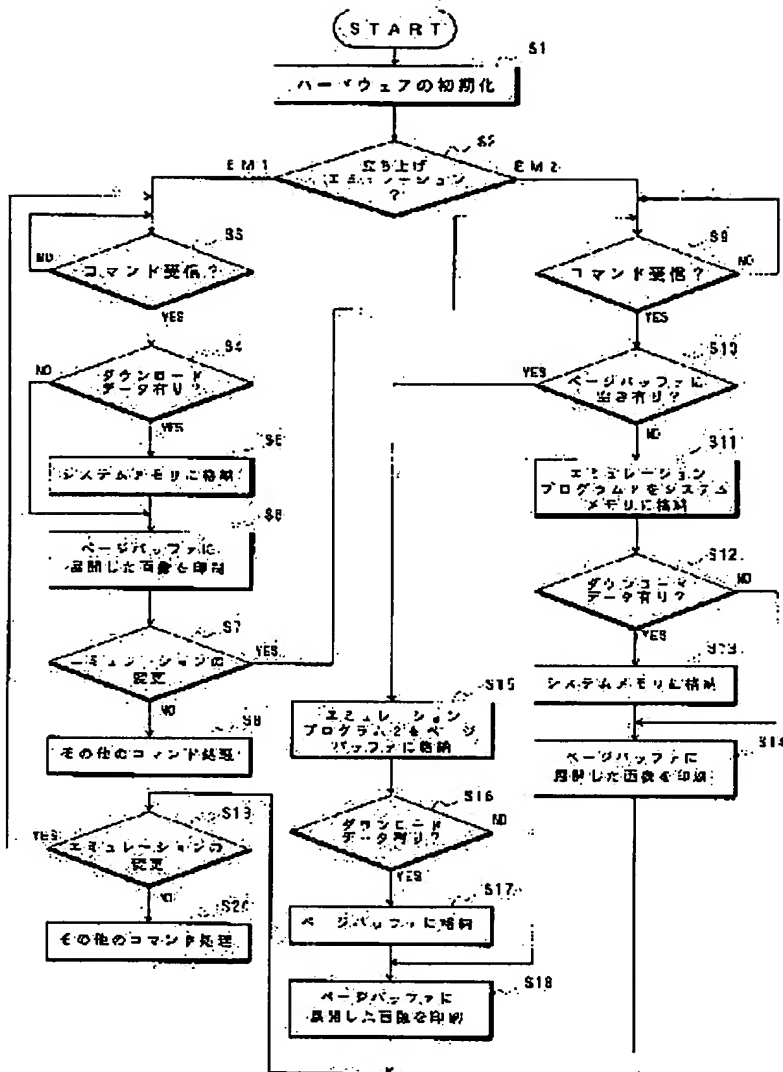 START
S1
ハードウェアの初期化
S2
立ち上げ
エミュレーション
?
EM1
EM2
コマンド受信?
NO
YES
S4
ダウンロード
データ有り?
NO
YES
システムメモリに格納
ページバッファに
展開した画像を印刷
S7
エミュレーションの
変更
YES
NO
その他のコマンド処理
S19
エミュレーションの
変更
YES
NO
S20
その他のコマンド処理
S9
コマンド受信?
NO
YES
S10
ページバッファに
空き有り?
YES
NO
S11
エミュレーション
プログラム をシステム
メモリに格納
S12
データ有り?
NO
YES
システムメモリに格納
S14
ページバッファに
展開した画像を印刷
S15
エミュレーション
プログラム2をページ
バッファに格納
S16
ダウンロード
データ有り?
NO
YES
S17
ページバッファに格納
S18
ページバッファに
展開した画像を印刷